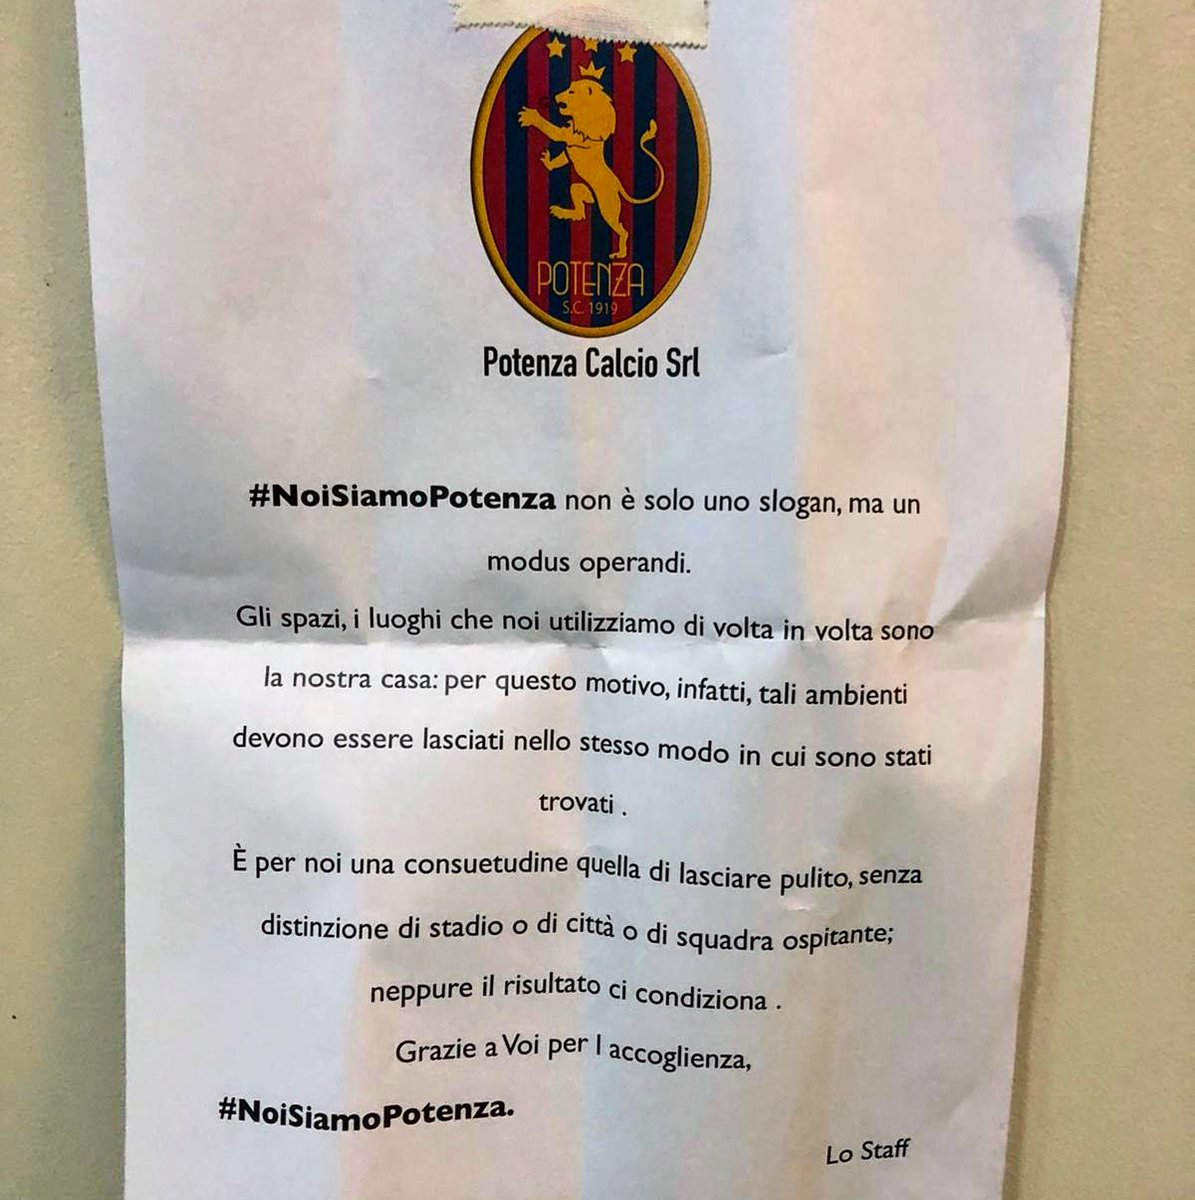 POTENZA
S.C. 1919
Potenza Calcio Srl
#NoiSiamoPotenza non è solo uno slogan, ma un
modus operandi.
Gli spazi, i luoghi che noi utilizziamo di volta in volta sono
la nostra casa: per questo motivo, infatti, tali ambienti
devono essere lasciati nello stesso modo in cui sono stati
trovati .
È per noi una consuetudine quella di lasciare pulito, senza
distinzione di stadio o di città o di squadra ospitante;
neppure il risultato ci condiziona .
Grazie a Voi per l accoglienza,
#NoiSiamoPotenza.
Lo Staff